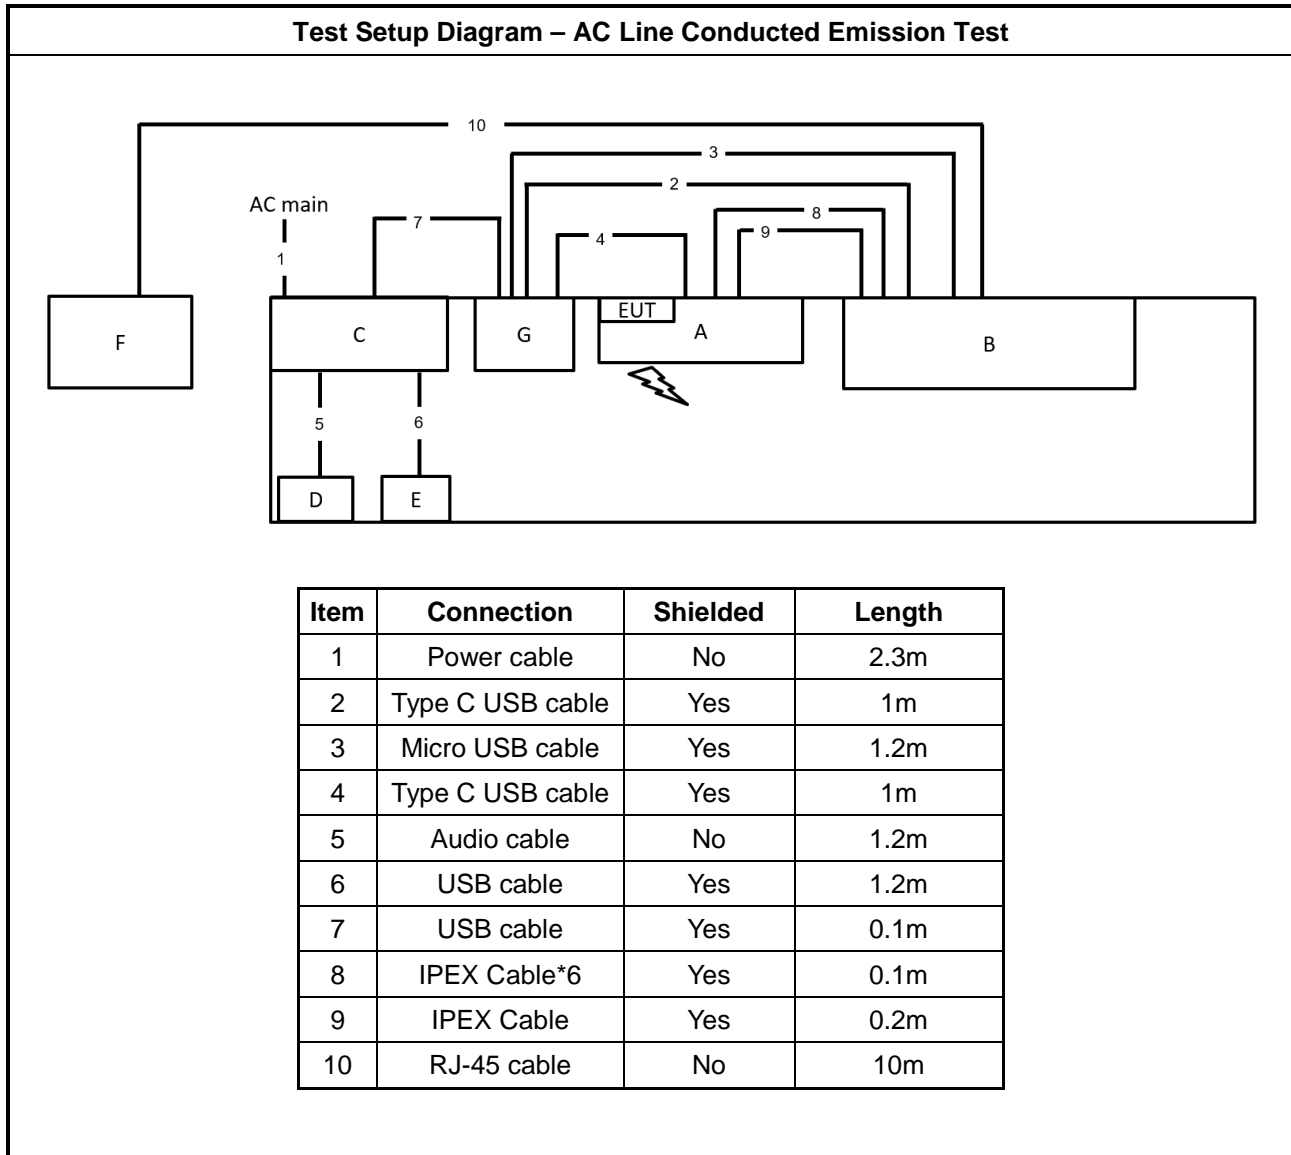 Test Setup Diagram – AC Line Conducted Emission Test
10
3
2
AC main
7
8
4
9
1
EUT
F
C
G
A
B
5
6
D
E
Item Connection Shielded Length
1 Power cable No 2.3m
2 Type C USB cable Yes 1m
3 Micro USB cable Yes 1.2m
4 Type C USB cable Yes 1m
5 Audio cable No 1.2m
6 USB cable Yes 1.2m
7 USB cable Yes 0.1m
8 IPEX Cable*6 Yes 0.1m
9 IPEX Cable Yes 0.2m
10 RJ-45 cable No 10m